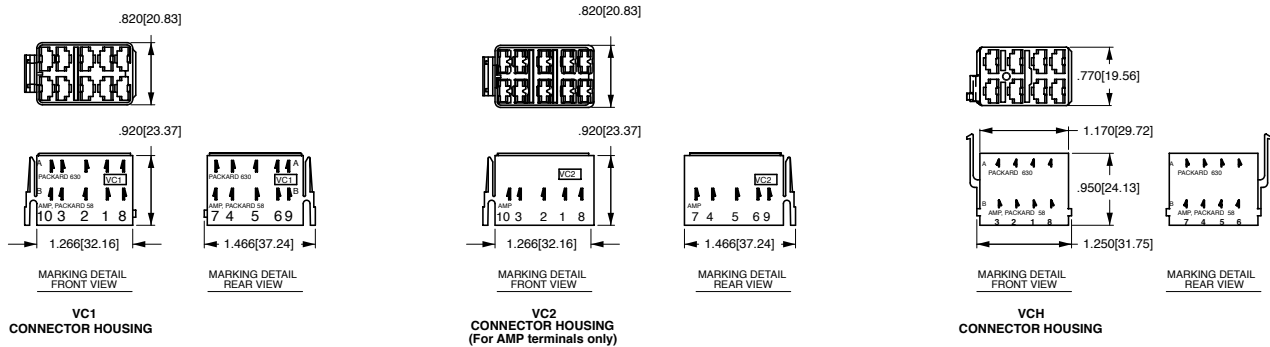 .820[20.83]
.920[23.37]
A
PACKARD 630
VC1
B
AMP, PACKARD 58
10 3 2 1 8
1.266[32.16]
MARKING DETAIL
FRONT VIEW
A
PACKARD 630
VC1
B
AMP, PACKARD 58
7 4 5 6 9
1.466[37.24]
MARKING DETAIL
REAR VIEW
VC1
CONNECTOR HOUSING
.820[20.83]
.920[23.37]
VC2
AMP
10 3 2 1 8
1.266[32.16]
MARKING DETAIL
FRONT VIEW
VC2
AMP
7 4 5 6 9
1.466[37.24]
MARKING DETAIL
REAR VIEW
VC2
CONNECTOR HOUSING
(For AMP terminals only)
.770[19.56]
1.170[29.72]
A
PACKARD 630
.950[24.13]
B
AMP, PACKARD 58
3 2 1 8
1.250[31.75]
MARKING DETAIL
FRONT VIEW
A
PACKARD 630
B
AMP, PACKARD 58
7 4 5 6
MARKING DETAIL
REAR VIEW
VCH
CONNECTOR HOUSING